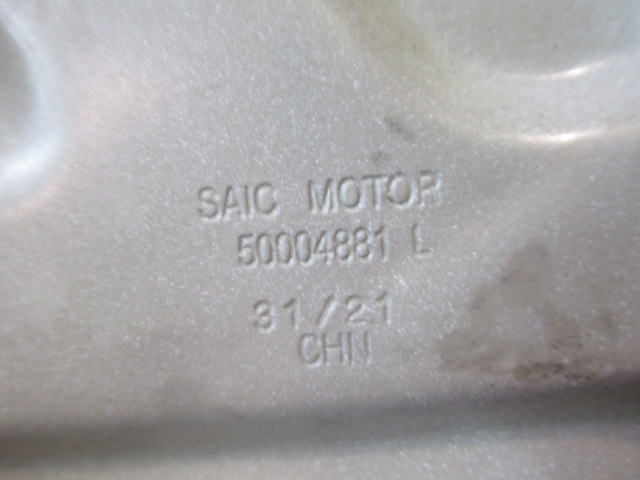 SAIC MOTOR
50004881 L
31/21
CHN